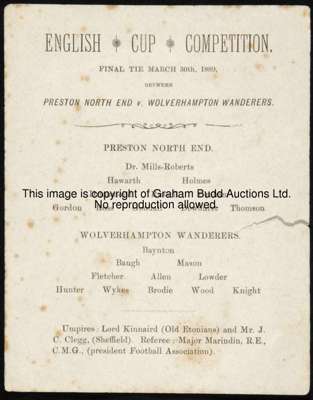 ENGLISH CUP COMPETITION.
FINAL TIE MARCH 30th, 1889,
BETWEEN
PRESTON NORTH END v. WOLVERHAMPTON WANDERERS.
PRESTON NORTH END.
Dr. Mills-Roberts
Hawarth Holmes
This image is copyright of Graham Budd Auctions Ltd.
No reproduction allowed.
Gordon Thomson
WOLVERHAMPTON WANDERERS.
Baynton
Baugh Mason
Fletcher Allen Lowder
Hunter Wykes Brodie Wood Knight
Umpires: Lord Kinnaird (Old Etonians) and Mr. J.
C. Clegg, (Sheffield). Referee: Major Marindin, R.E.,
C.M.G., (president Football Association).